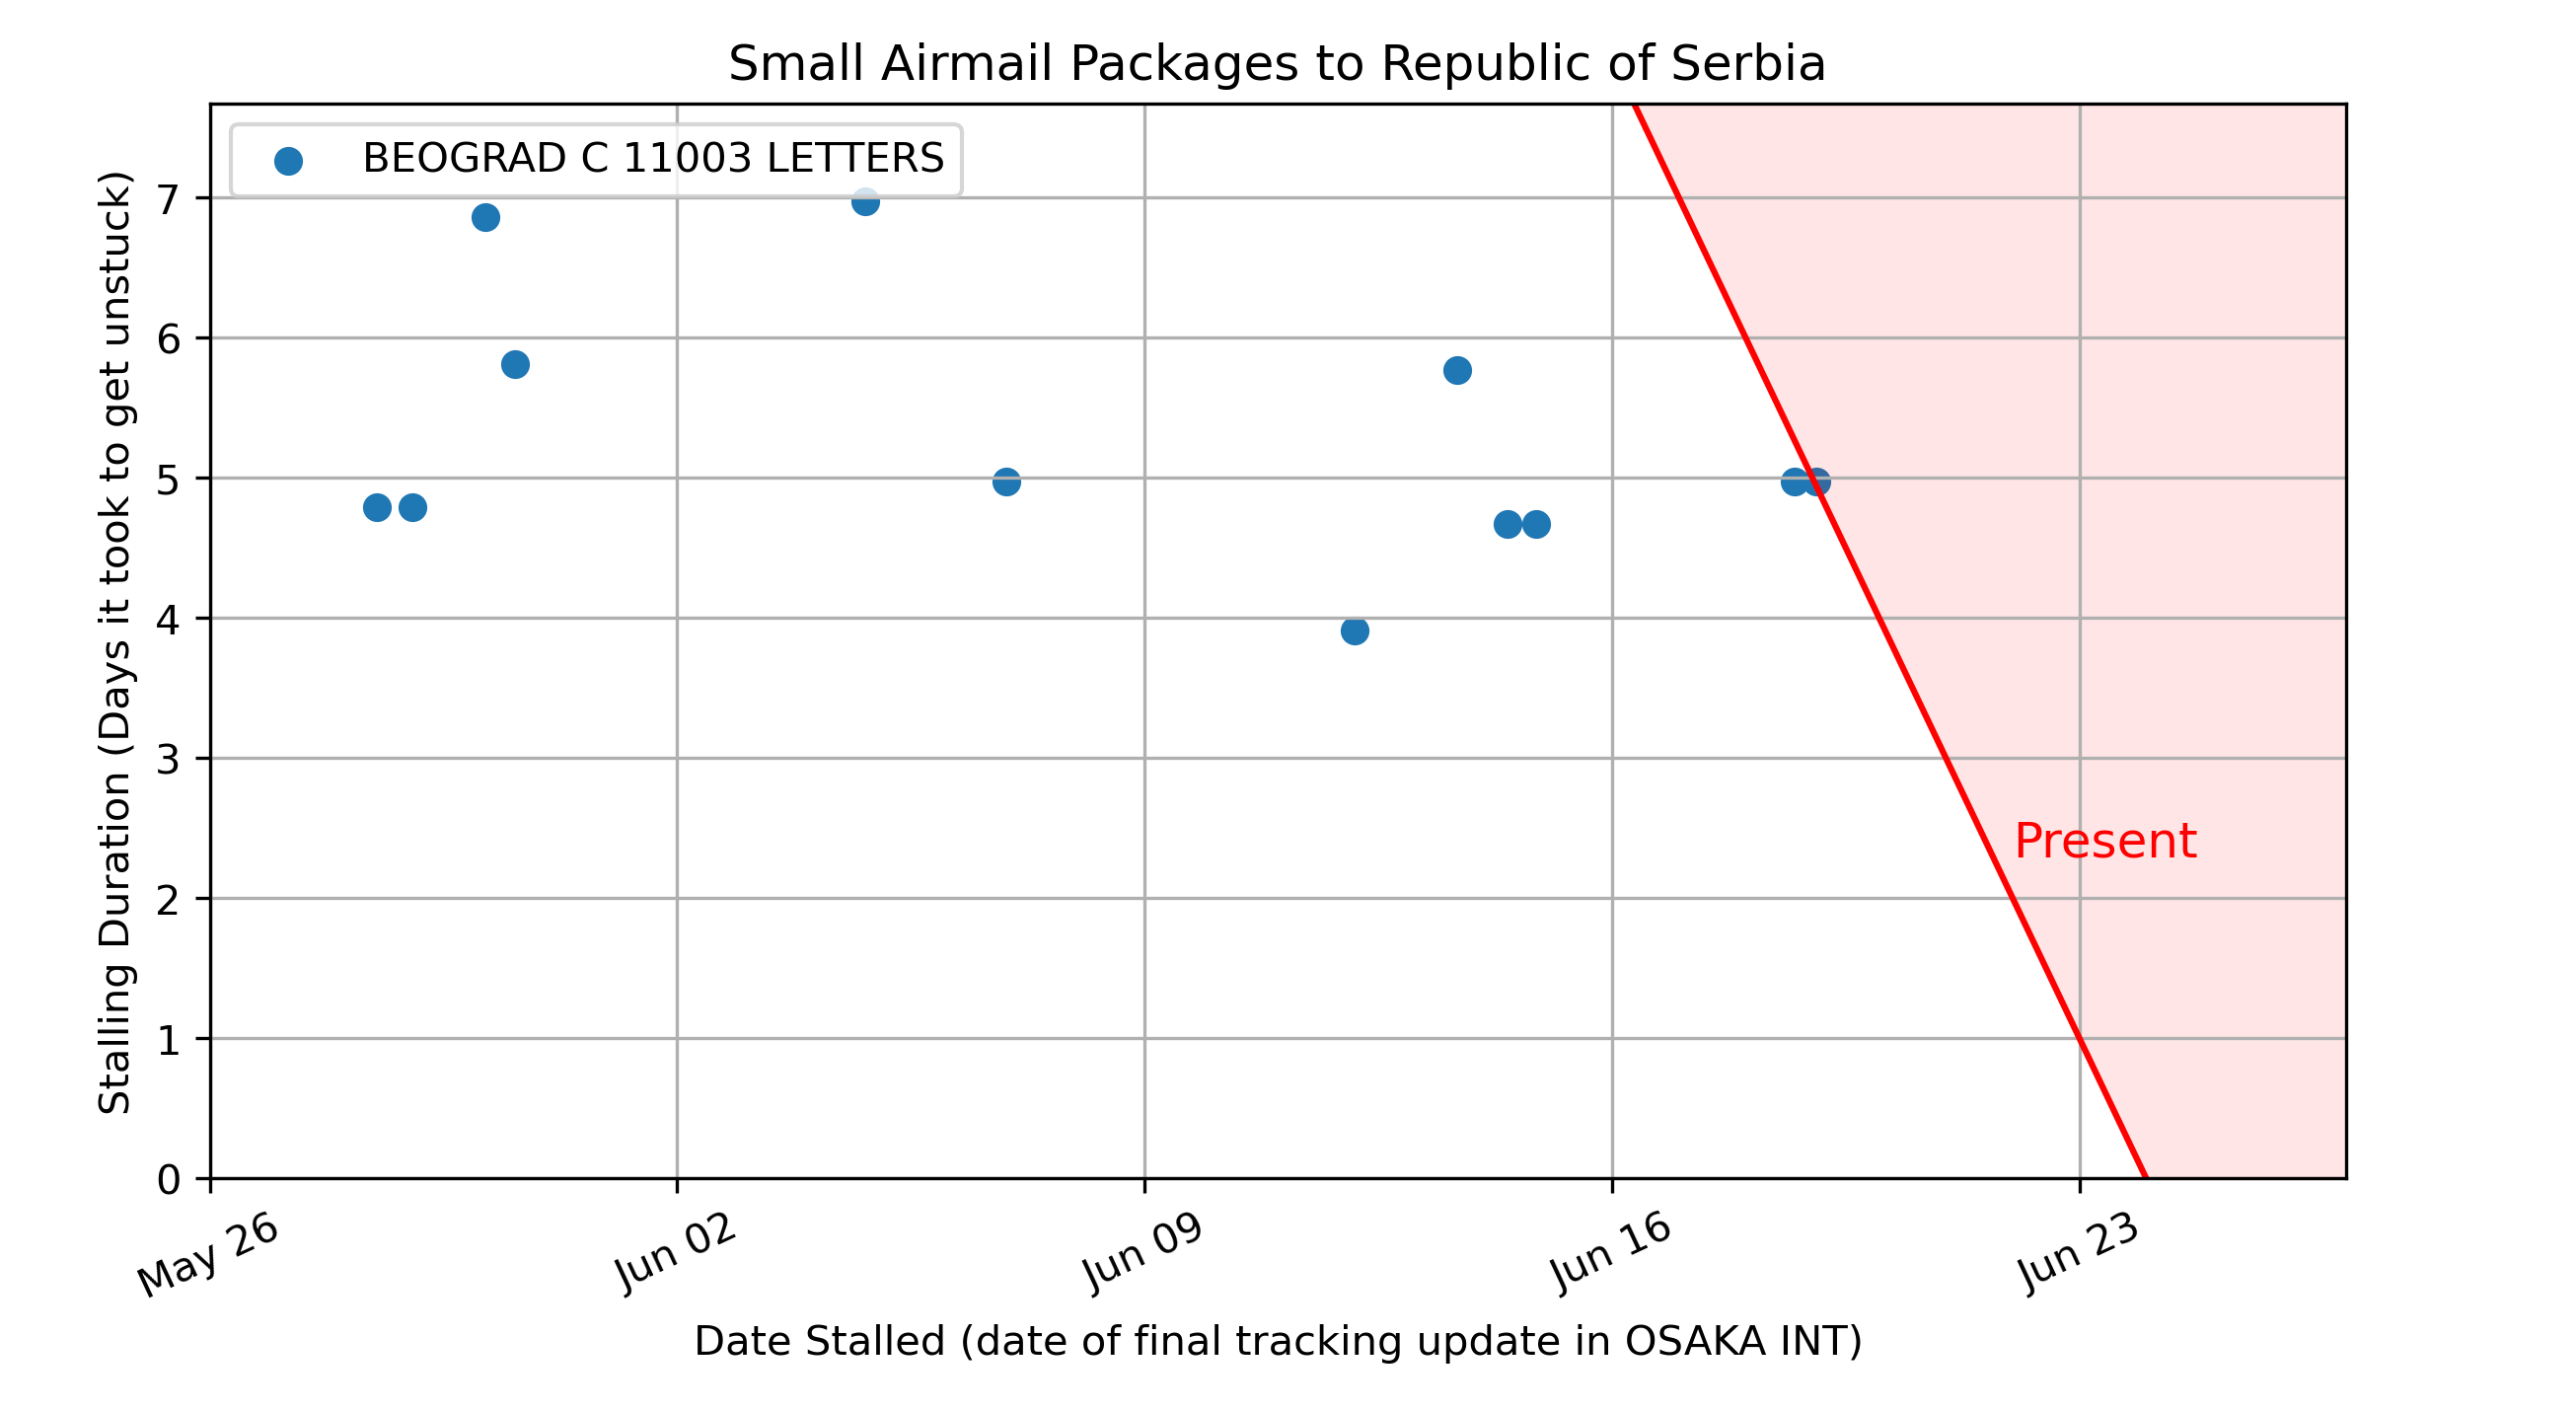 Small Airmail Packages to Republic of Serbia
BEOGRAD C 11003 LETTERS
Stalling Duration (Days it took to get unstuck)
7
6
5
4
3
2
1
0
Present
May 26
Jun 02
Jun 09
Jun 16
Jun 23
Date Stalled (date of final tracking update in OSAKA INT)